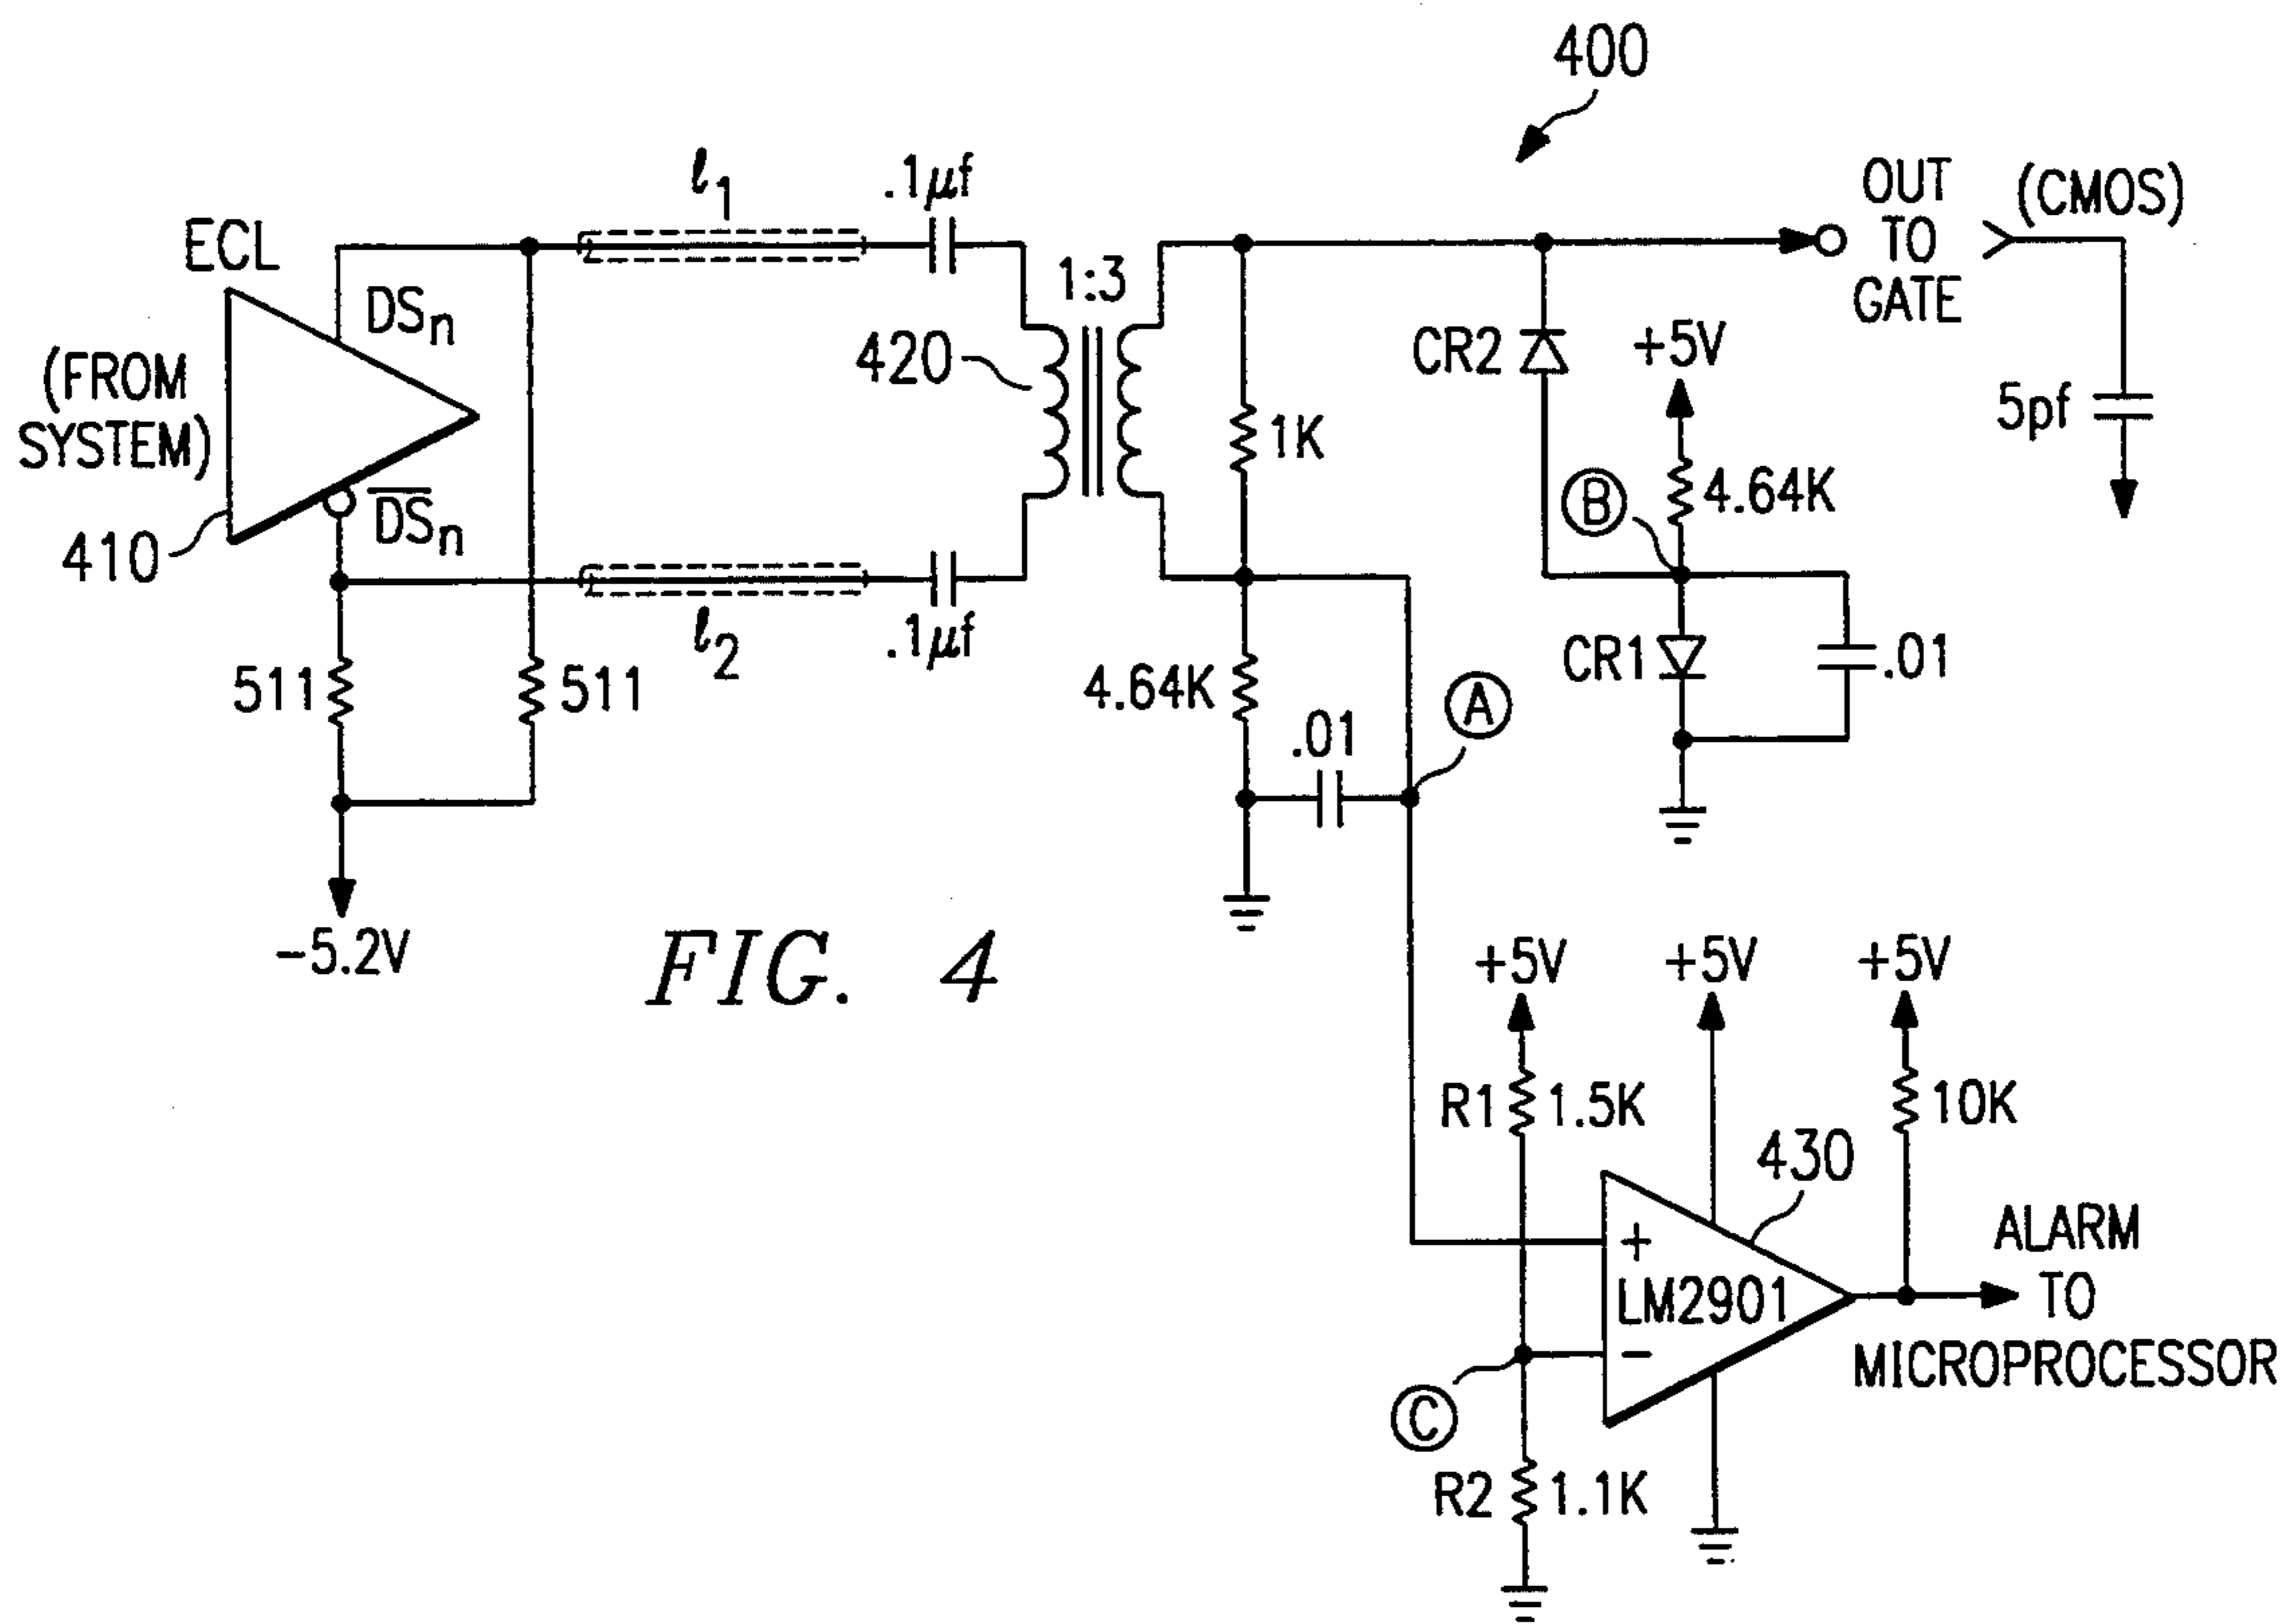 400
ECL
DSn
(FROM
SYSTEM)
D̅S̅n
410
511
511
-5.2V
ℓ1
ℓ2
.1µf
.1µf
1:3
420
1K
4.64K
.01
A
CR2
+5V
4.64K
B
CR1
.01
OUT
TO
GATE
(CMOS)
5pf
FIG. 4
+5V
+5V
+5V
R1
1.5K
10K
430
+
LM2901
-
C
R2
1.1K
ALARM
TO
MICROPROCESSOR